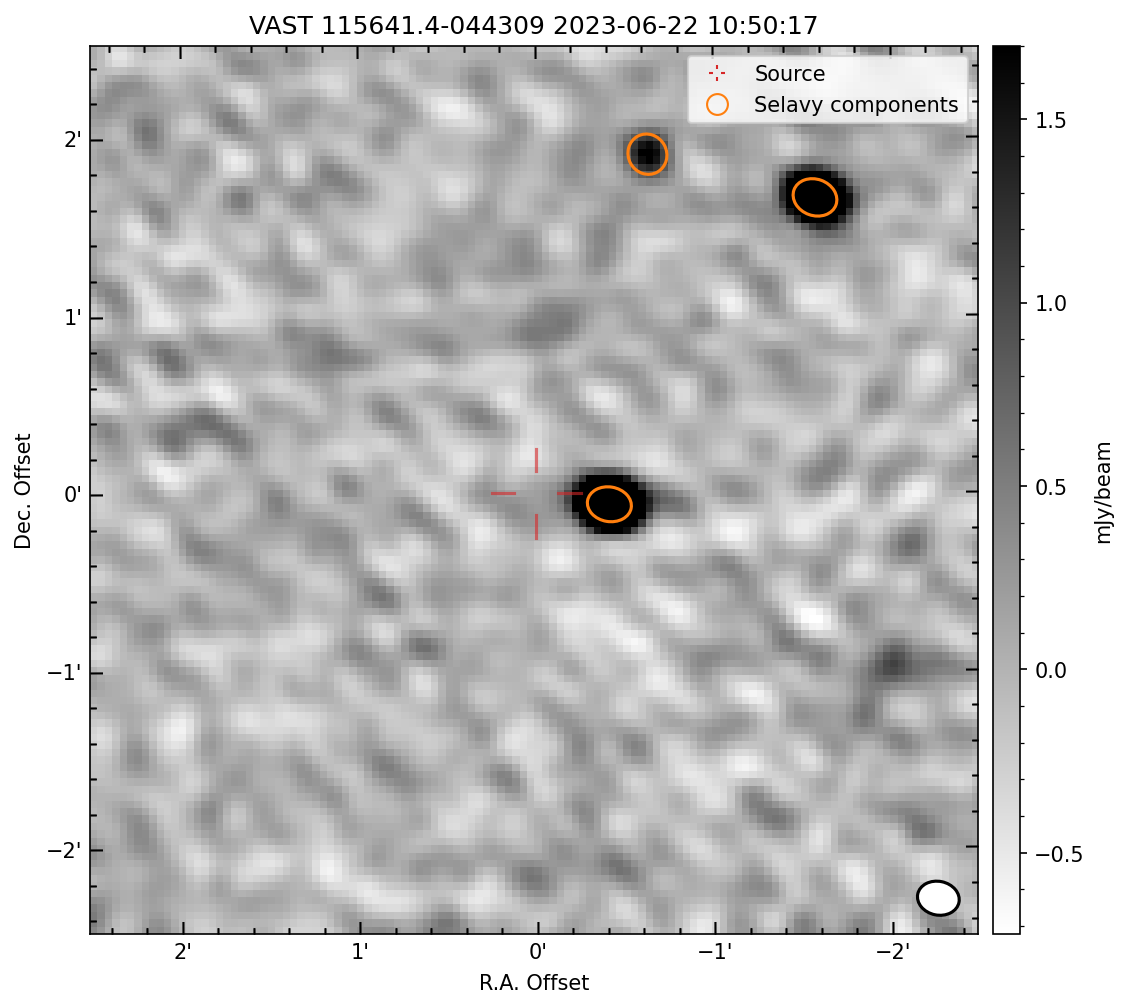 VAST 115641.4-044309 2023-06-22 10:50:17
Source
Selavy components
2'
1'
0'
−1'
−2'
Dec. Offset
2'
1'
0'
−1'
−2'
R.A. Offset
1.5
1.0
0.5
0.0
−0.5
mJy/beam